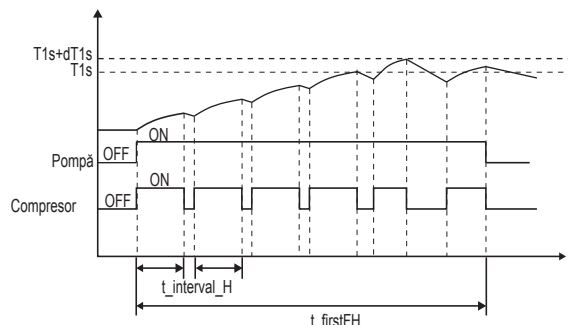 T1s+dT1s
T1s
ON
Pompă OFF
ON
Compresor OFF
t_interval_H
t_firstFH